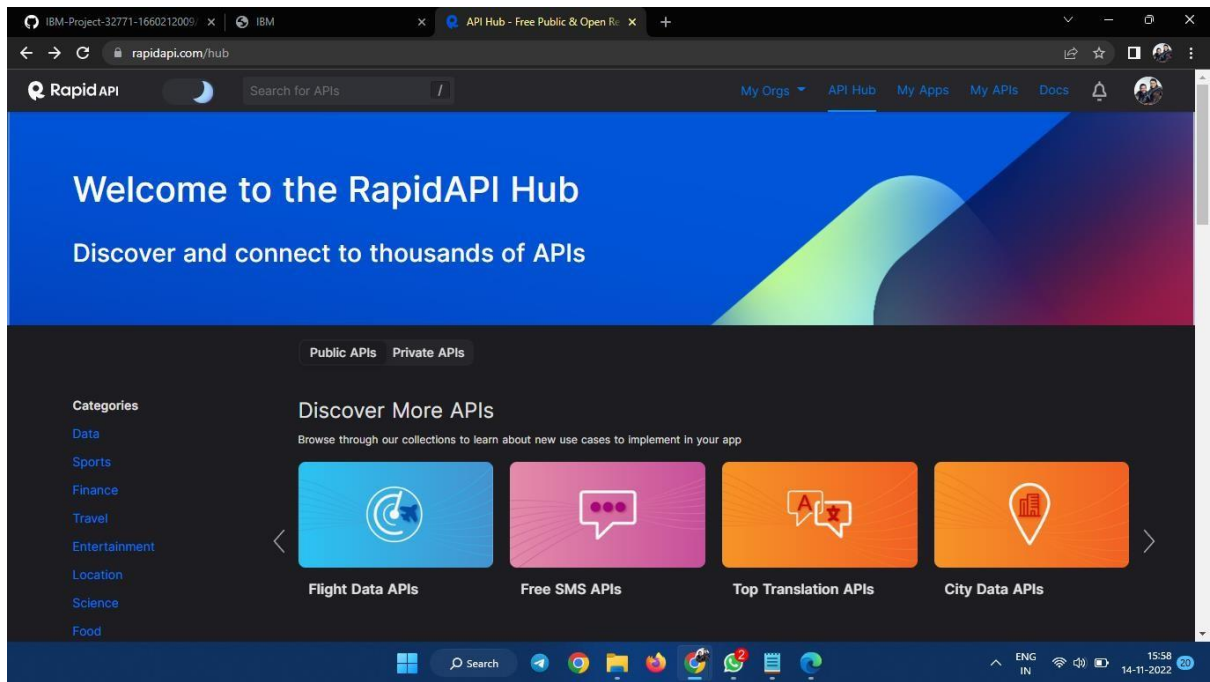 IBM-Project-32771-1660212009/
IBM
API Hub - Free Public & Open Re
rapidapi.com/hub
Rapid API
Search for APIs
/
My Orgs
API Hub
My Apps
My APIs
Docs
Welcome to the RapidAPI Hub
Discover and connect to thousands of APIs
Public APIs
Private APIs
Categories
Data
Sports
Finance
Travel
Entertainment
Location
Science
Food
Discover More APIs
Browse through our collections to learn about new use cases to implement in your app
A
Flight Data APIs
Free SMS APIs
Top Translation APIs
City Data APIs
Search
2
ENG
IN
15:58
14-11-2022
20